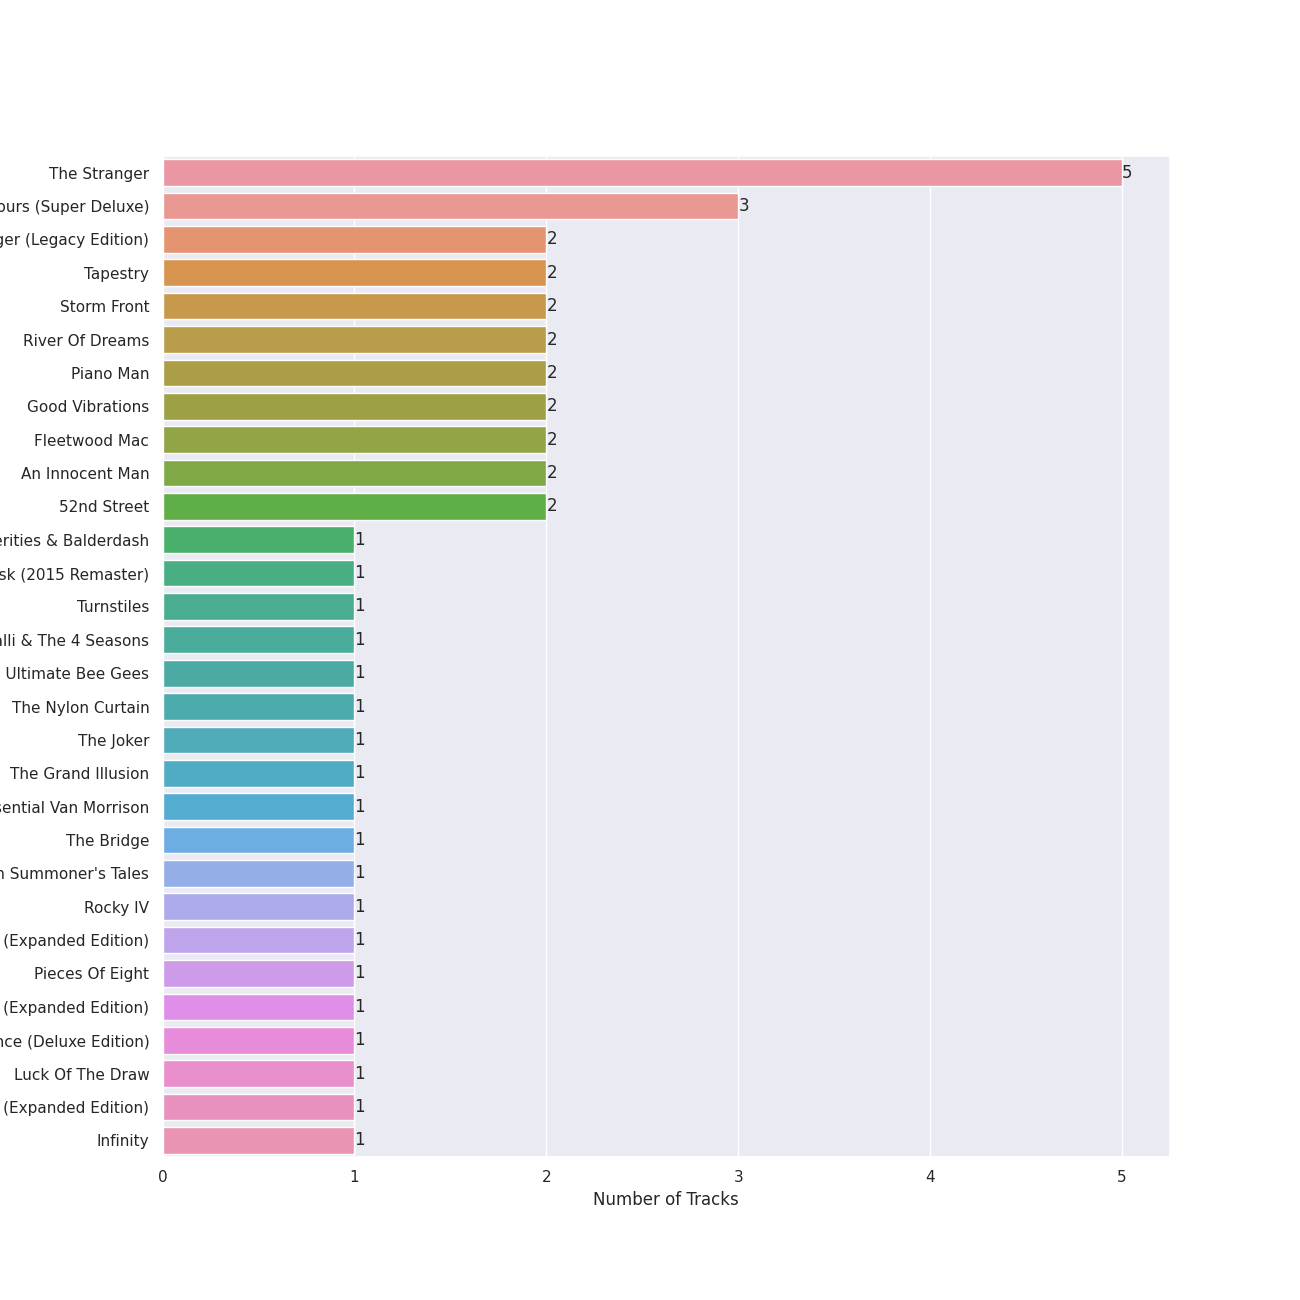 The Stranger 5
ours (Super Deluxe) 3
ger (Legacy Edition) 2
Tapestry 2
Storm Front 2
River Of Dreams 2
Piano Man 2
Good Vibrations 2
Fleetwood Mac 2
An Innocent Man 2
52nd Street 2
erities & Balderdash 1
sk (2015 Remaster) 1
Turnstiles 1
alli & The 4 Seasons 1
Ultimate Bee Gees 1
The Nylon Curtain 1
The Joker 1
The Grand Illusion 1
sential Van Morrison 1
The Bridge 1
n Summoner's Tales 1
Rocky IV 1
(Expanded Edition) 1
Pieces Of Eight 1
(Expanded Edition) 1
nce (Deluxe Edition) 1
Luck Of The Draw 1
(Expanded Edition) 1
Infinity 1
0 1 2 3 4 5
Number of Tracks